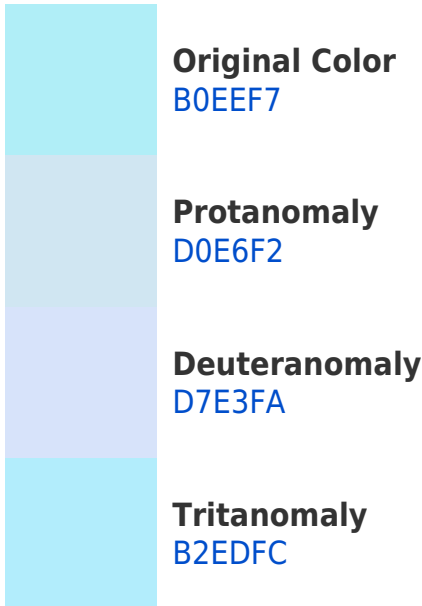 Original Color
B0EEF7
Protanomaly
D0E6F2
Deuteranomaly
D7E3FA
Tritanomaly
B2EDFC